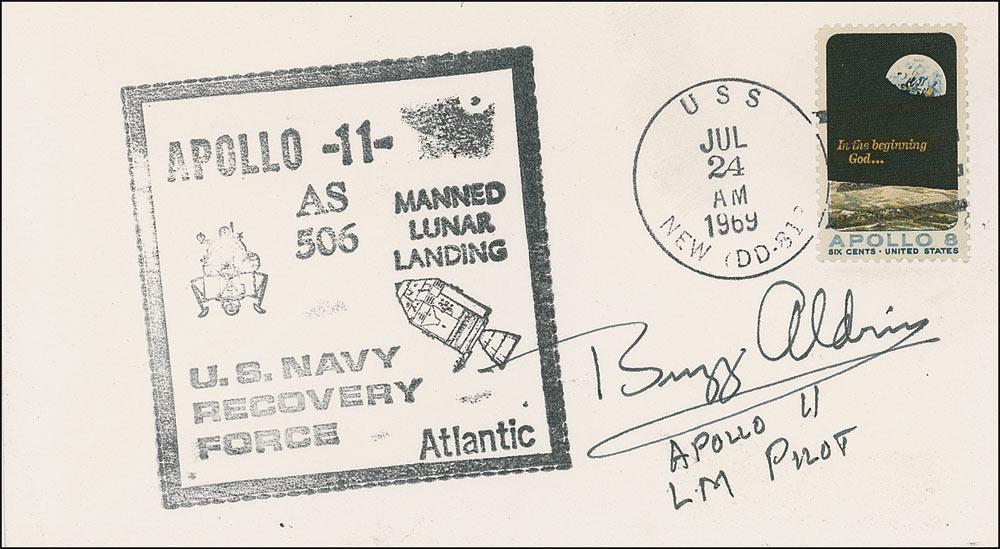 APOLLO -11-
AS
506
MANNED
LUNAR
LANDING
U.S. NAVY
RECOVERY
FORCE
Atlantic
USS
JUL
24
AM
1969
NEW (DD-818
In the beginning
God...
APOLLO 8
SIX CENTS · UNITED STATES
Buzz Aldrin
APOLLO 11
LM PILOT